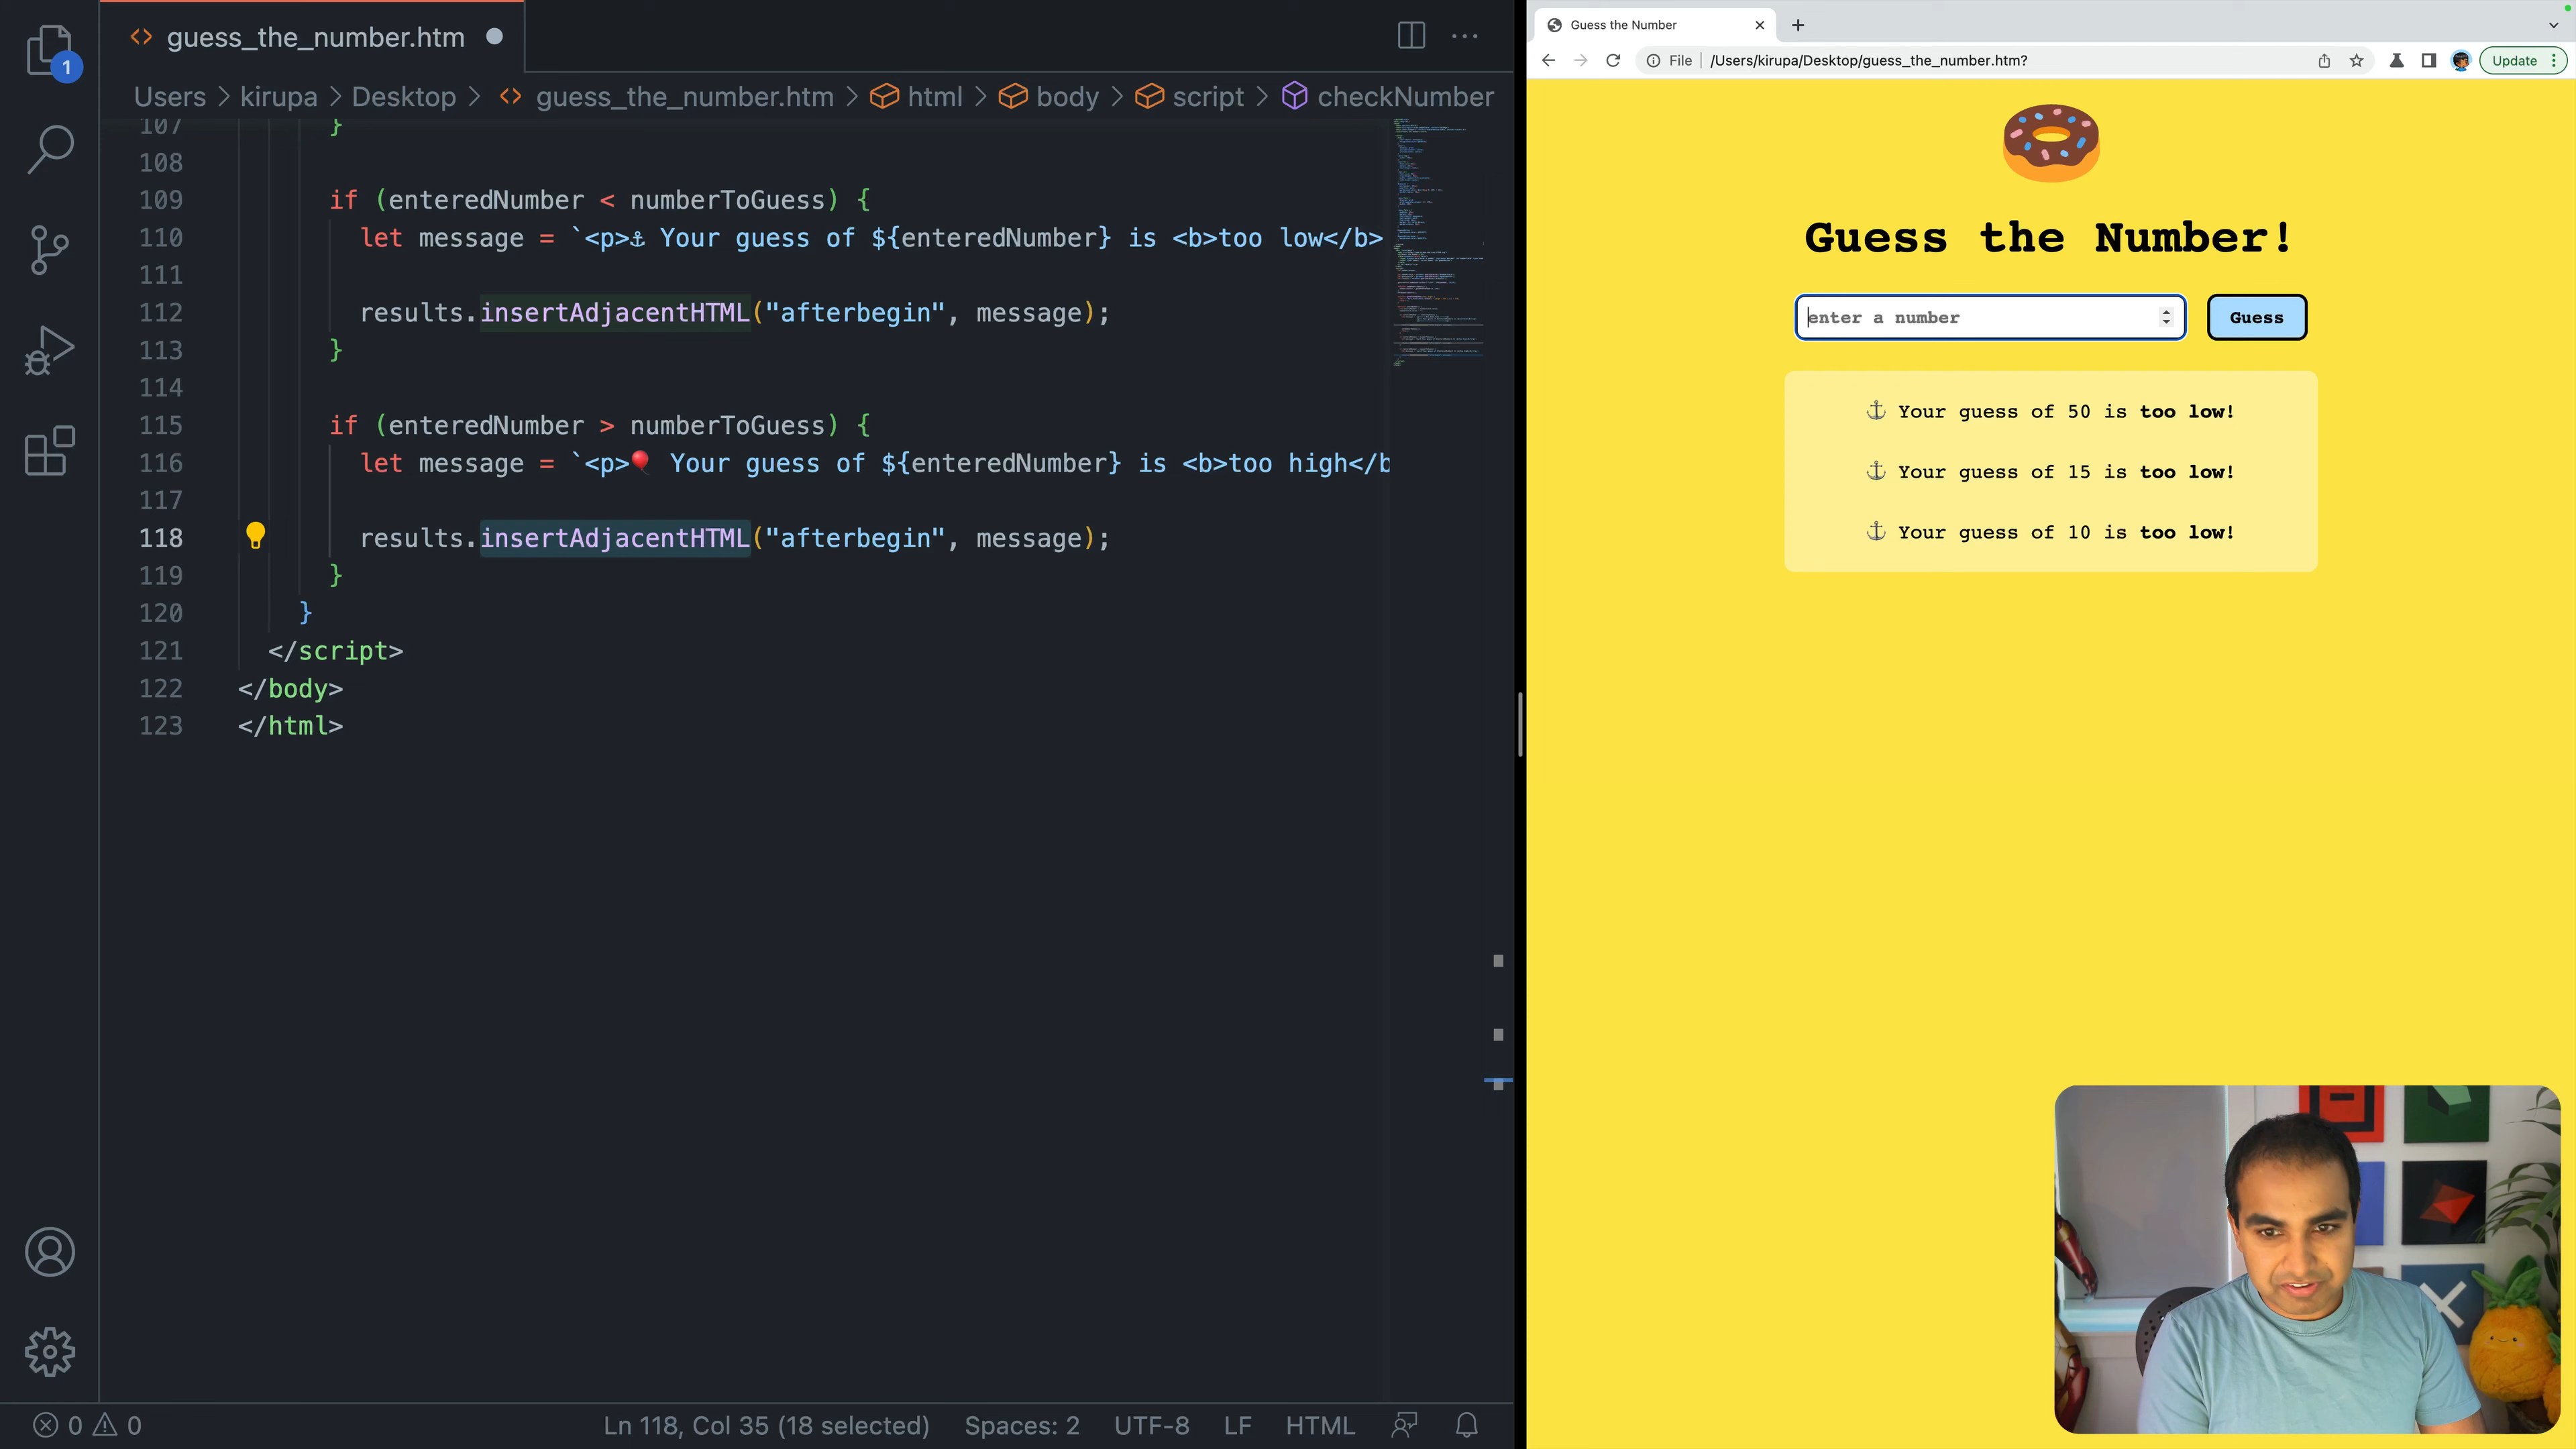 guess_the_number.htm
1
Users > kirupa > Desktop > guess_the_number.htm > html > body > script > checkNumber
107 }
108
109 if (enteredNumber < numberToGuess) {
110 let message = `<p>⚓ Your guess of ${enteredNumber} is <b>too low</b>
111
112 results.insertAdjacentHTML("afterbegin", message);
113 }
114
115 if (enteredNumber > numberToGuess) {
116 let message = `<p>🎈 Your guess of ${enteredNumber} is <b>too high</b
117
118 results.insertAdjacentHTML("afterbegin", message);
119 }
120 }
121 </script>
122 </body>
123 </html>
0 0 Ln 118, Col 35 (18 selected) Spaces: 2 UTF-8 LF HTML
Guess the Number
File /Users/kirupa/Desktop/guess_the_number.htm? Update
Guess the Number!
enter a number Guess
⚓ Your guess of 50 is too low!
⚓ Your guess of 15 is too low!
⚓ Your guess of 10 is too low!